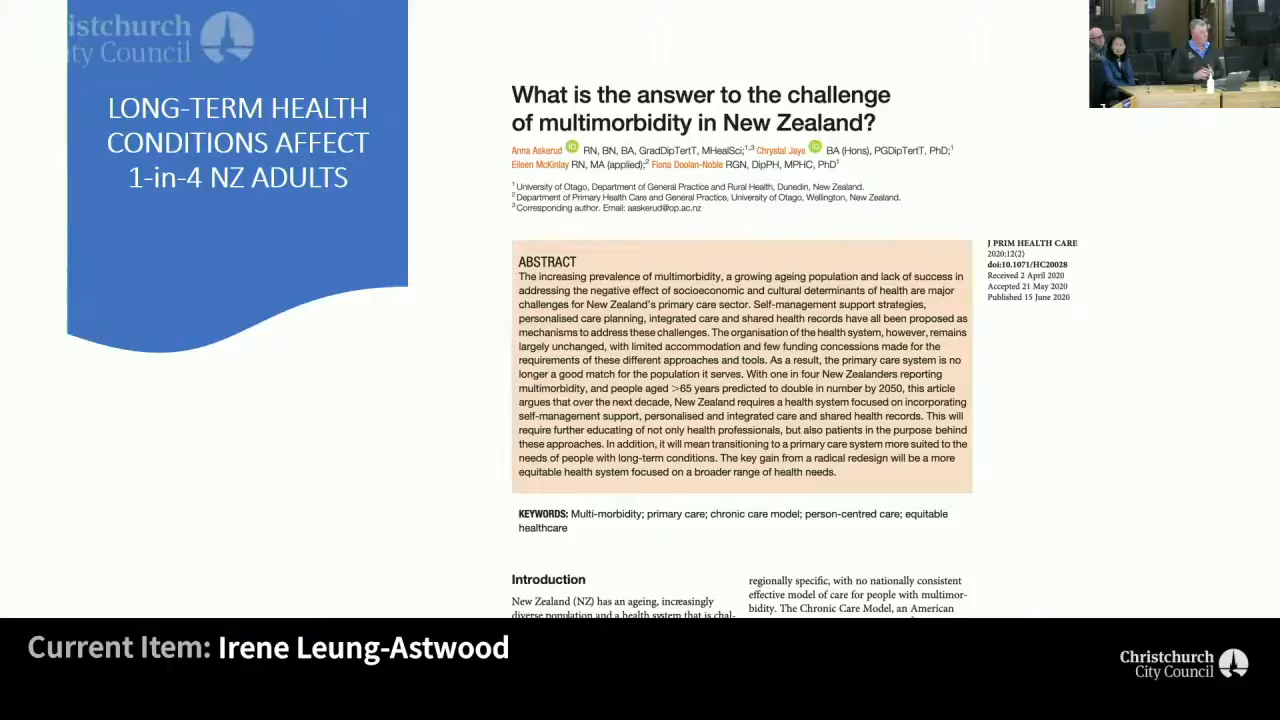 istchurch
ty Council
LONG-TERM HEALTH
CONDITIONS AFFECT
1-in-4 NZ ADULTS
What is the answer to the challenge
of multimorbidity in New Zealand?
Anna Askerud iD RN, BN, BA, GradDipTertT, MHealSci;1,3 Chrystal Jaye iD BA (Hons), PGDipTertT, PhD;1
Eileen McKinlay RN, MA (applied);2 Fiona Doolan-Noble RGN, DipPH, MPHC, PhD1
1 University of Otago, Department of General Practice and Rural Health, Dunedin, New Zealand.
2 Department of Primary Health Care and General Practice, University of Otago, Wellington, New Zealand.
3 Corresponding author. Email: aaskerud@op.ac.nz
J PRIM HEALTH CARE
2020;12(2)
doi:10.1071/HC20028
Received 2 April 2020
Accepted 21 May 2020
Published 15 June 2020
ABSTRACT
The increasing prevalence of multimorbidity, a growing ageing population and lack of success in
addressing the negative effect of socioeconomic and cultural determinants of health are major
challenges for New Zealand's primary care sector. Self-management support strategies,
personalised care planning, integrated care and shared health records have all been proposed as
mechanisms to address these challenges. The organisation of the health system, however, remains
largely unchanged, with limited accommodation and few funding concessions made for the
requirements of these different approaches and tools. As a result, the primary care system is no
longer a good match for the population it serves. With one in four New Zealanders reporting
multimorbidity, and people aged >65 years predicted to double in number by 2050, this article
argues that over the next decade, New Zealand requires a health system focused on incorporating
self-management support, personalised and integrated care and shared health records. This will
require further educating of not only health professionals, but also patients in the purpose behind
these approaches. In addition, it will mean transitioning to a primary care system more suited to the
needs of people with long-term conditions. The key gain from a radical redesign will be a more
equitable health system focused on a broader range of health needs.
KEYWORDS: Multi-morbidity; primary care; chronic care model; person-centred care; equitable
healthcare
Introduction
New Zealand (NZ) has an ageing, increasingly
diverse population and a health system that is chal-
regionally specific, with no nationally consistent
effective model of care for people with multimor-
bidity. The Chronic Care Model, an American
Current Item: Irene Leung-Astwood
Christchurch
City Council